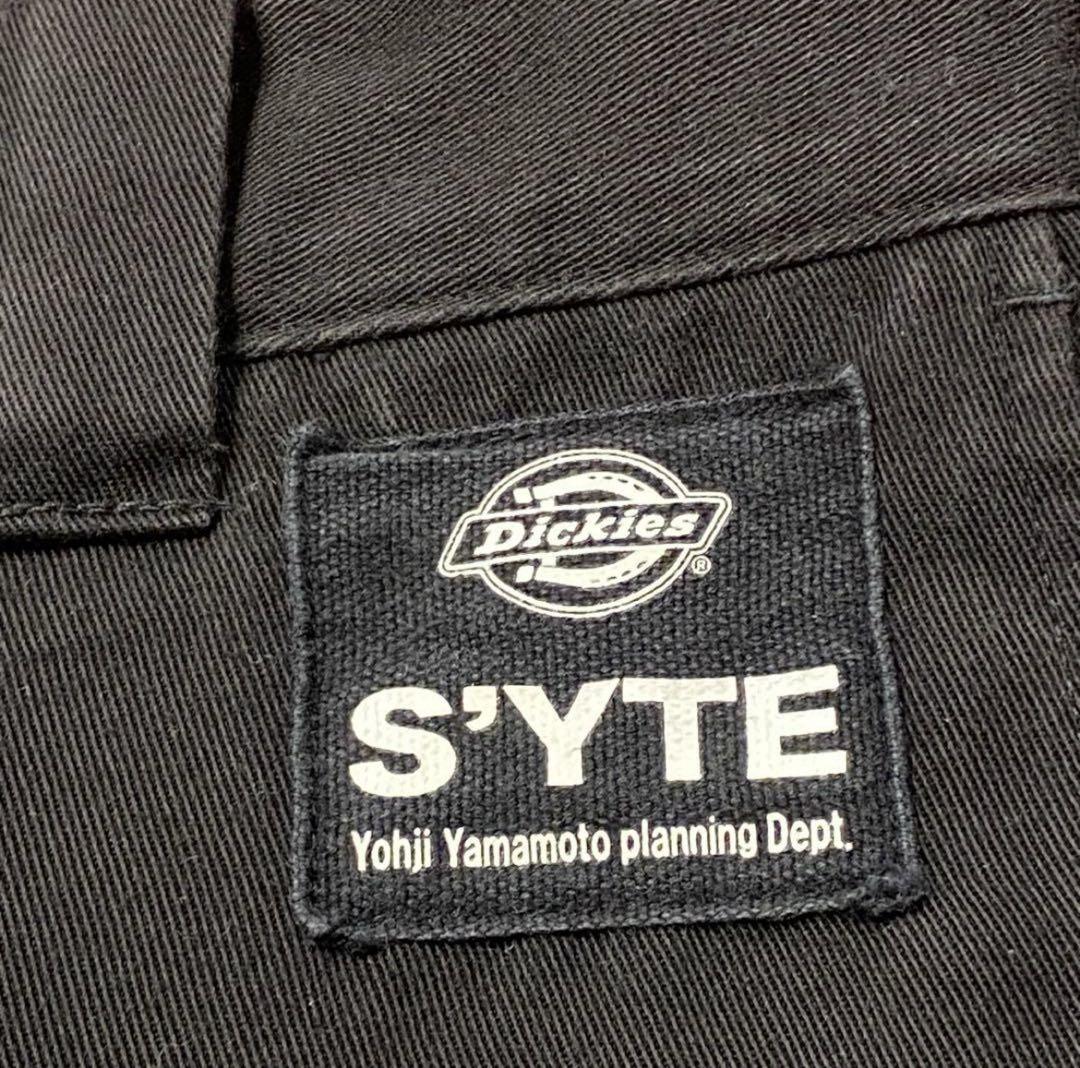 Dickies
®
S’YTE
Yohji Yamamoto planning Dept.